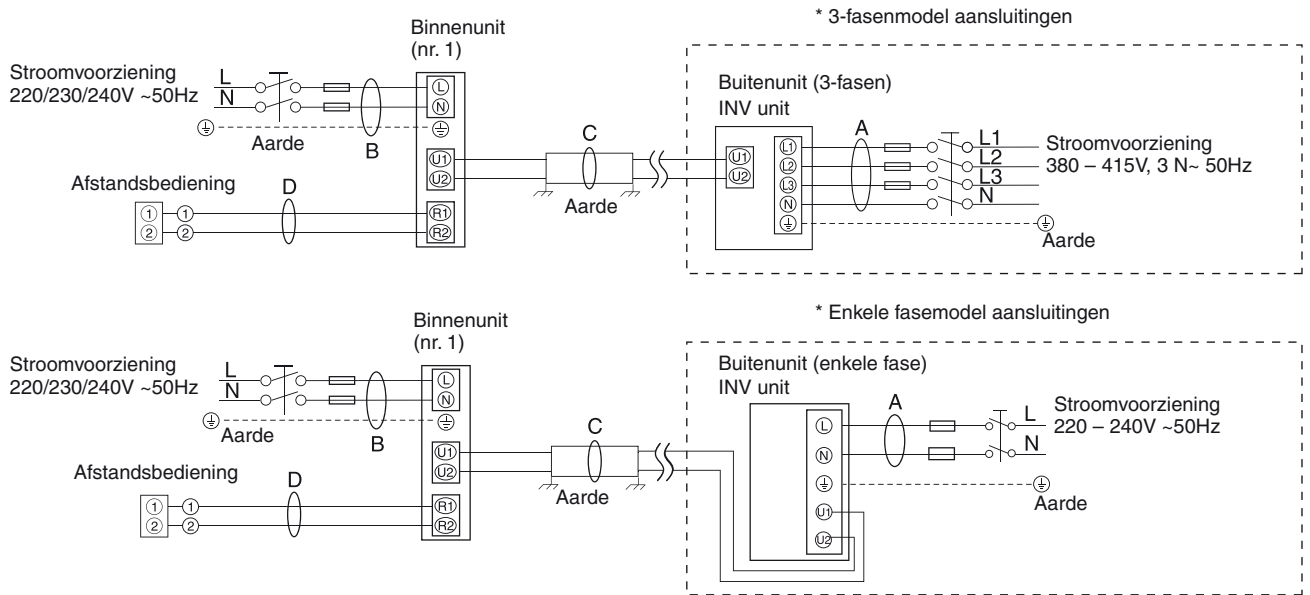 * 3-fasenmodel aansluitingen
Binnenunit
(nr. 1)
Stroomvoorziening
220/230/240V ~50Hz
L
N
Aarde
B
L
N
U1
U2
R1
R2
Afstandsbediening
D
1 1
2 2
C
Aarde
Buitenunit (3-fasen)
INV unit
U1
U2
L1
L2
L3
N
A
L1
L2
L3
N
Stroomvoorziening
380 – 415V, 3 N~ 50Hz
Aarde
* Enkele fasemodel aansluitingen
Binnenunit
(nr. 1)
Stroomvoorziening
220/230/240V ~50Hz
L
N
Aarde
B
L
N
U1
U2
R1
R2
Afstandsbediening
D
1 1
2 2
C
Aarde
Buitenunit (enkele fase)
INV unit
L
N
U1
U2
A
L
N
Stroomvoorziening
220 – 240V ~50Hz
Aarde